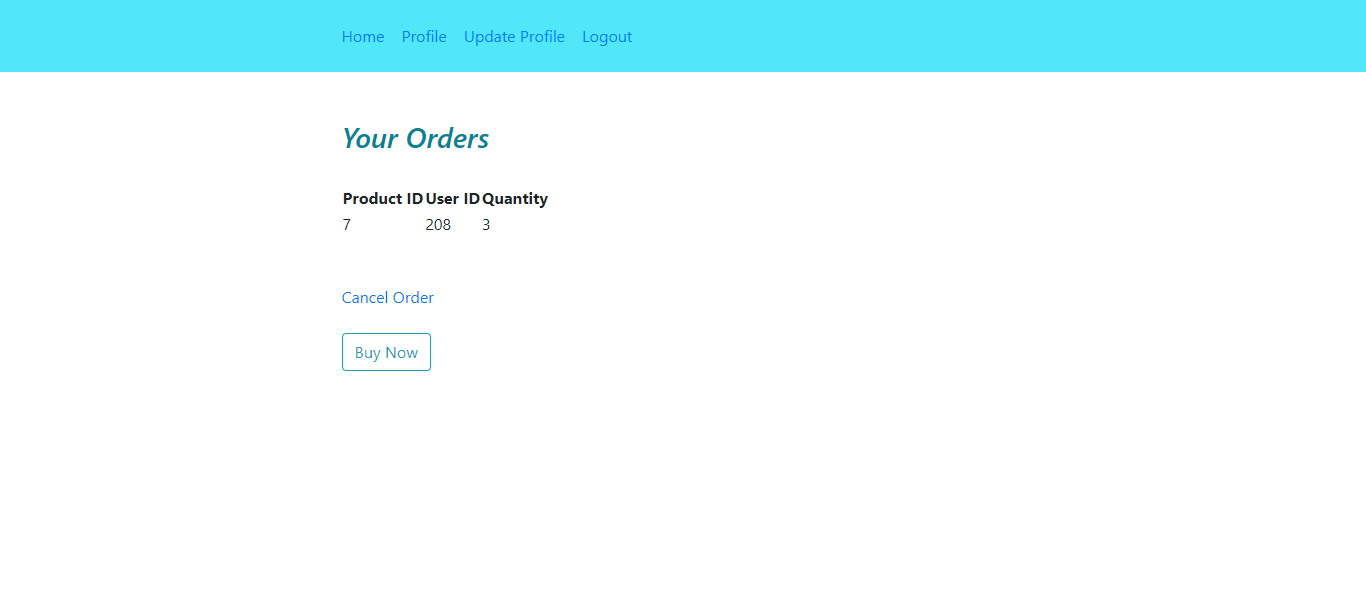 Home Profile Update Profile Logout
Your Orders
Product ID User ID Quantity
7 208 3
Cancel Order
Buy Now